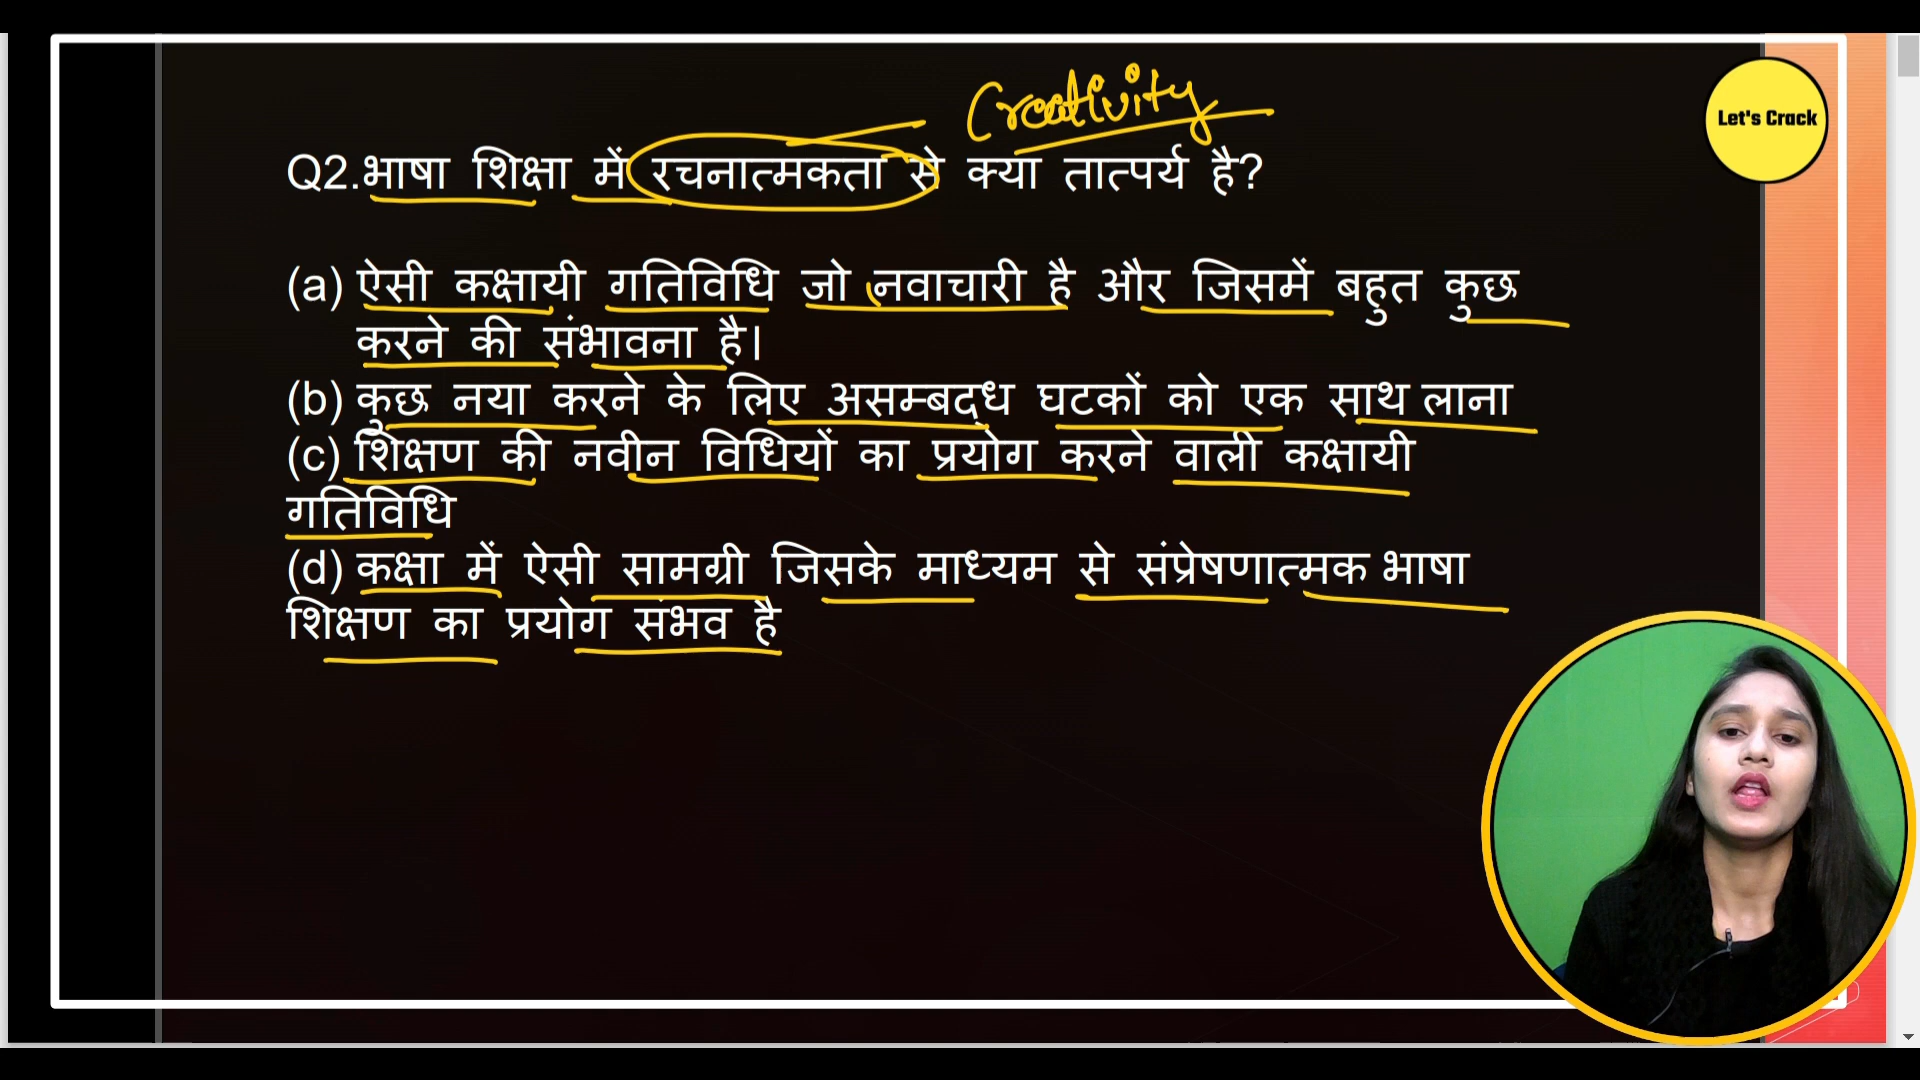 Creativity
Let's Crack
Q2.भाषा शिक्षा में रचनात्मकता से क्या तात्पर्य है?
(a) ऐसी कक्षायी गतिविधि जो नवाचारी है और जिसमें बहुत कुछ
करने की संभावना है।
(b) कुछ नया करने के लिए असम्बद्ध घटकों को एक साथ लाना
(c) शिक्षण की नवीन विधियों का प्रयोग करने वाली कक्षायी
गतिविधि
(d) कक्षा में ऐसी सामग्री जिसके माध्यम से संप्रेषणात्मक भाषा
शिक्षण का प्रयोग संभव है